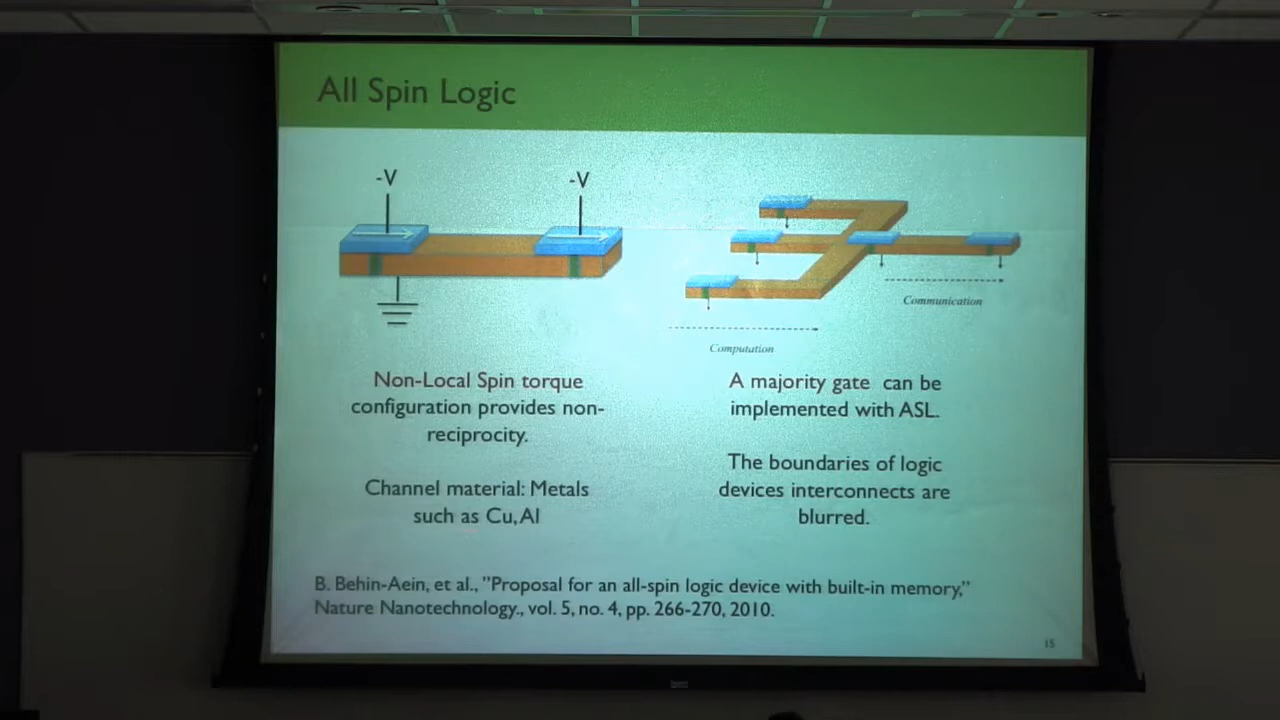 All Spin Logic
-V
-V
Communication
Computation
Non-Local Spin torque
configuration provides non-
reciprocity.
Channel material: Metals
such as Cu, Al
A majority gate can be
implemented with ASL.
The boundaries of logic
devices interconnects are
blurred.
B. Behin-Aein, et al., "Proposal for an all-spin logic device with built-in memory,"
Nature Nanotechnology., vol. 5, no. 4, pp. 266-270, 2010.
15